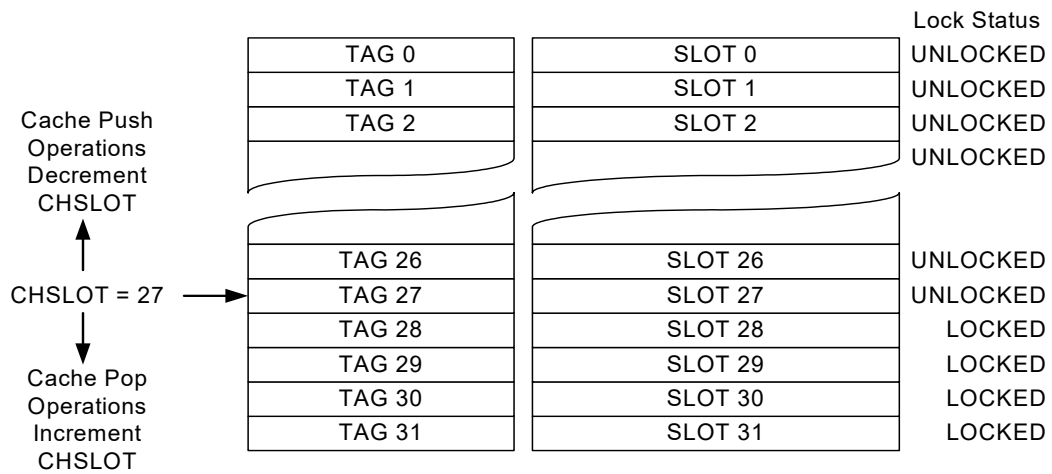 Lock Status
TAG 0 SLOT 0 UNLOCKED
TAG 1 SLOT 1 UNLOCKED
TAG 2 SLOT 2 UNLOCKED
UNLOCKED
Cache Push
Operations
Decrement
CHSLOT
TAG 26 SLOT 26 UNLOCKED
CHSLOT = 27 TAG 27 SLOT 27 UNLOCKED
TAG 28 SLOT 28 LOCKED
TAG 29 SLOT 29 LOCKED
TAG 30 SLOT 30 LOCKED
TAG 31 SLOT 31 LOCKED
Cache Pop
Operations
Increment
CHSLOT